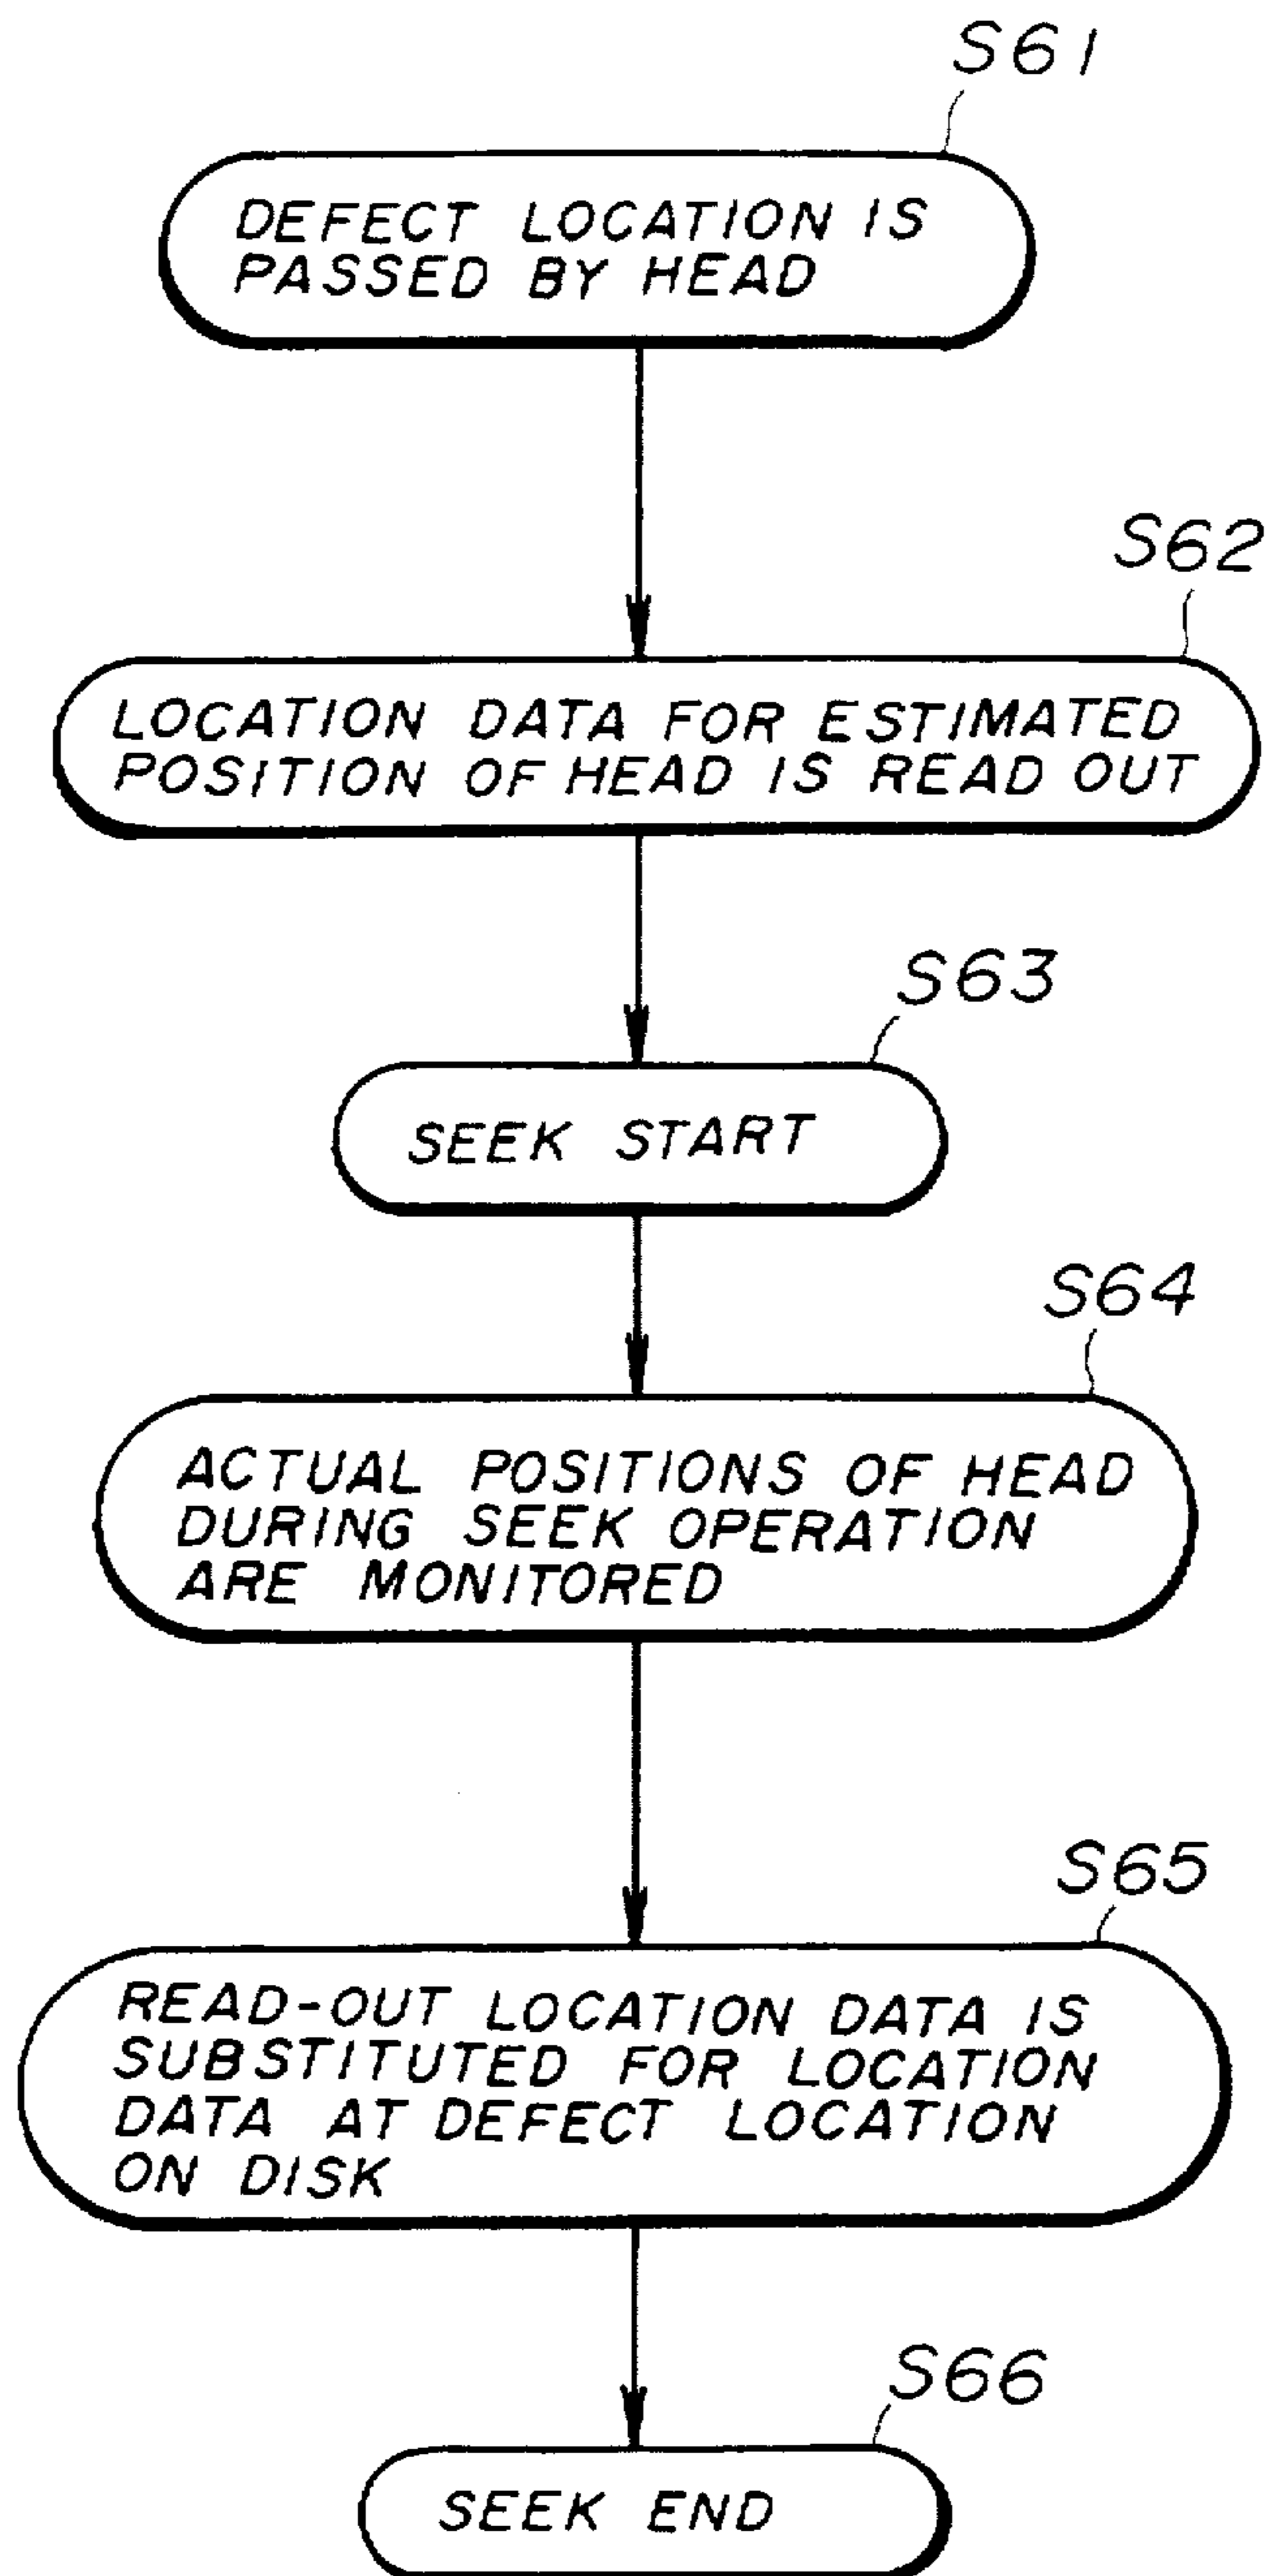 S61
DEFECT LOCATION IS
PASSED BY HEAD
S62
LOCATION DATA FOR ESTIMATED
POSITION OF HEAD IS READ OUT
S63
SEEK START
S64
ACTUAL POSITIONS OF HEAD
DURING SEEK OPERATION
ARE MONITORED
S65
READ-OUT LOCATION DATA IS
SUBSTITUTED FOR LOCATION
DATA AT DEFECT LOCATION
ON DISK
S66
SEEK END